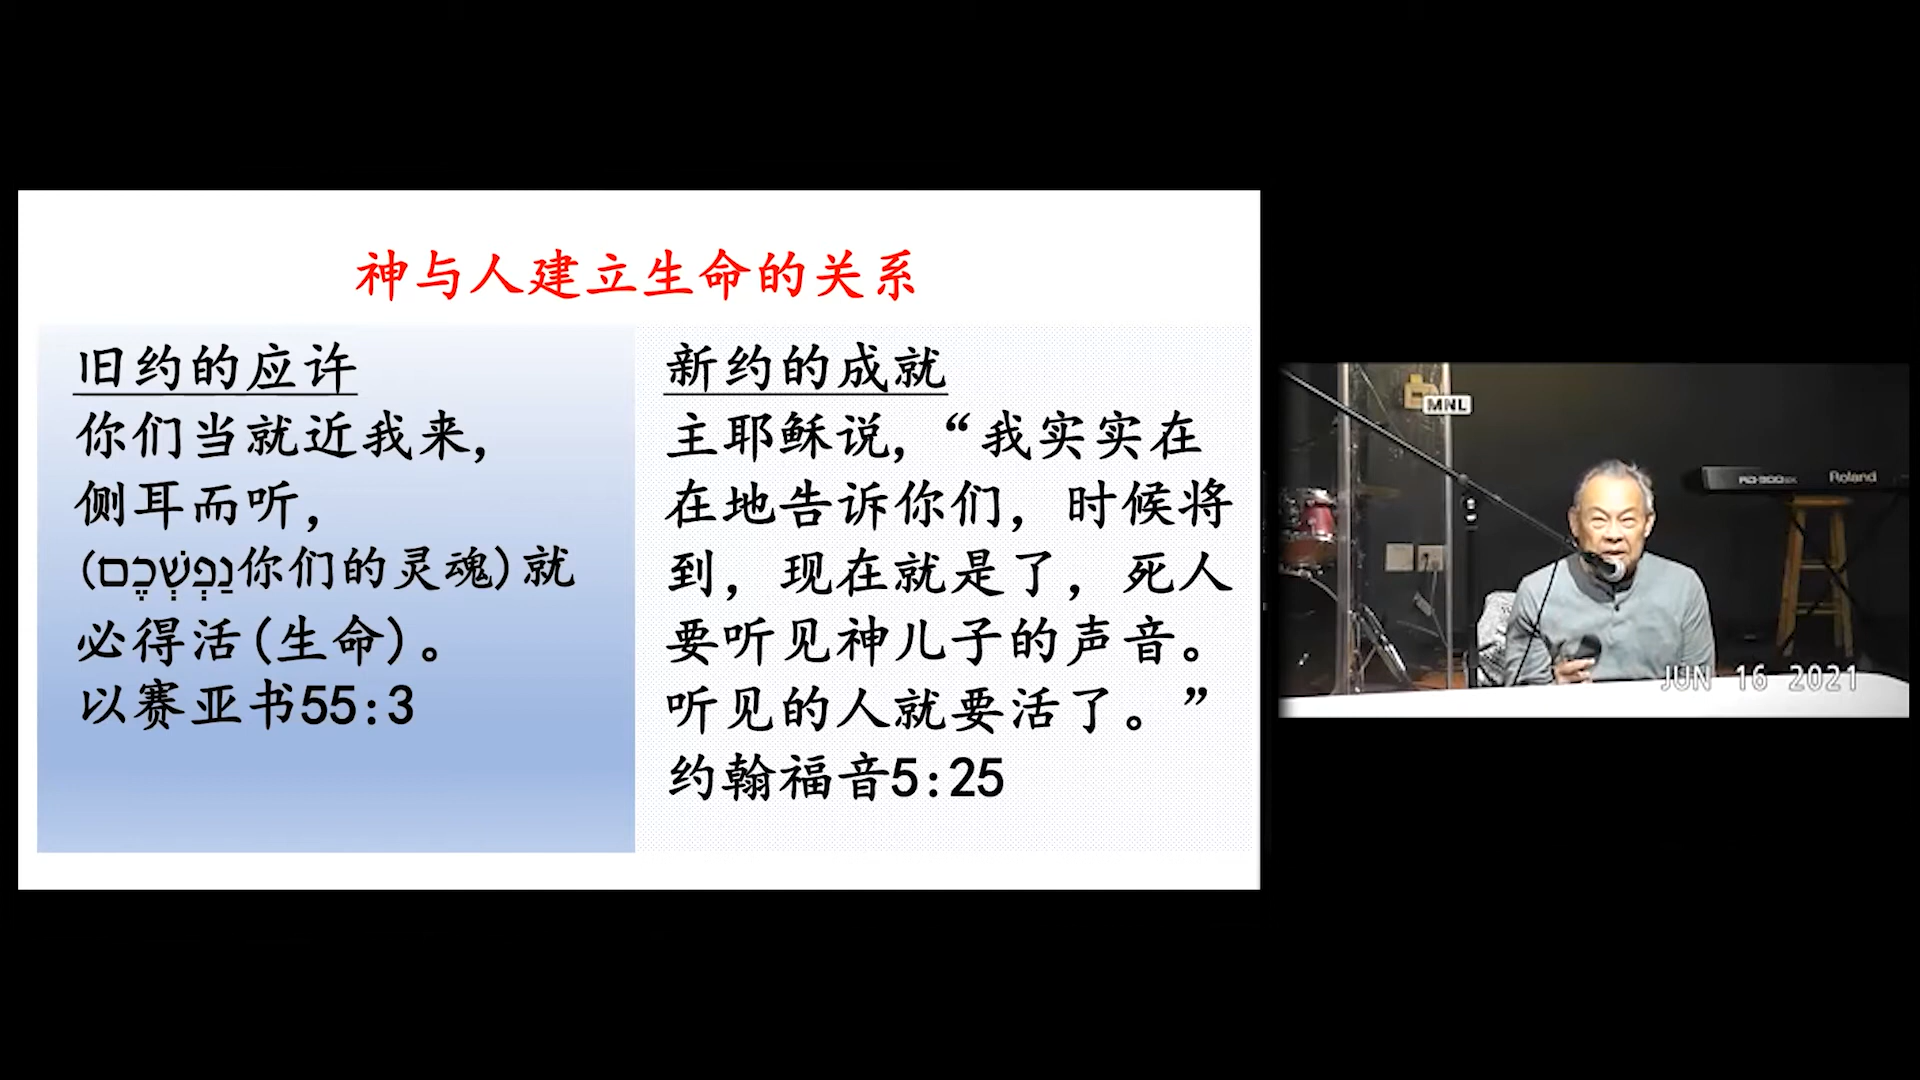 神与人建立生命的关系
旧约的应许
你们当就近我来，
侧耳而听，
(נַפְשְׁכֶם你们的灵魂)就
必得活(生命)。
以赛亚书55:3
新约的成就
主耶稣说，“我实实在
在地告诉你们，时候将
到，现在就是了，死人
要听见神儿子的声音。
听见的人就要活了。”
约翰福音5:25
MNL
Roland
JUN 16 2021